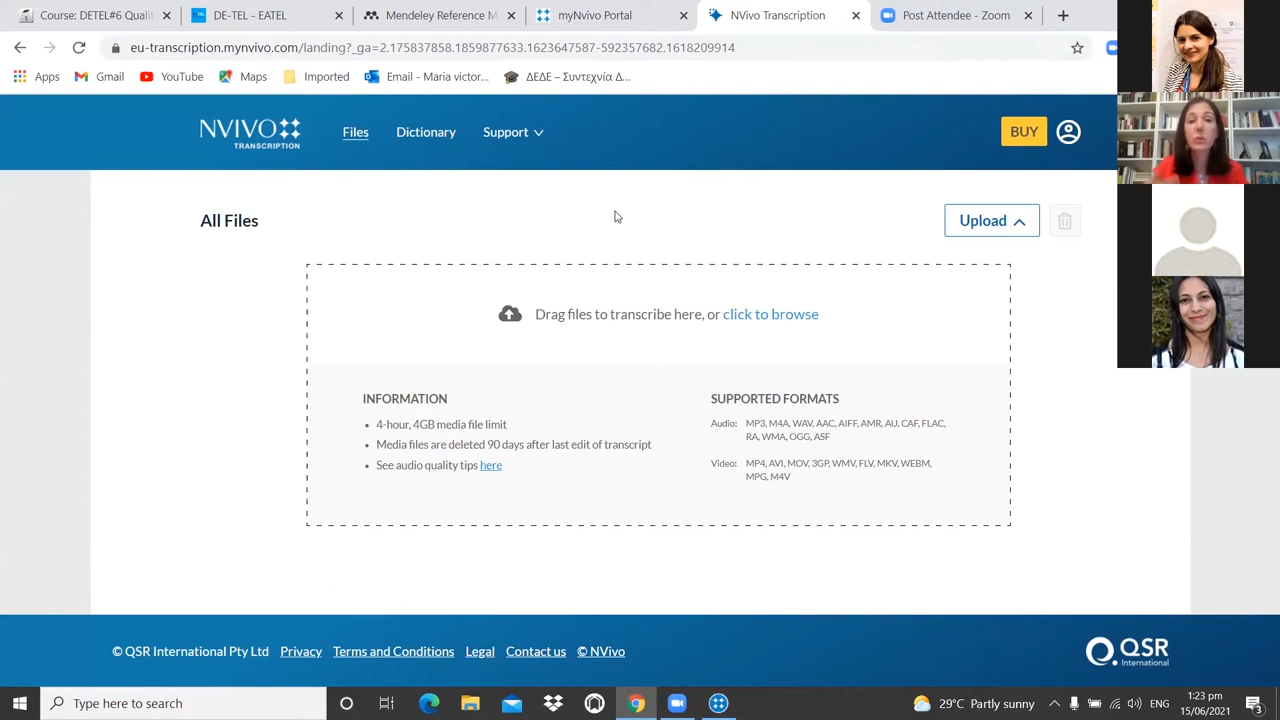 Course: DETEL#6 Quali
DE-TEL - EATEL
Mendeley Reference M
myNvivo Portal
NVivo Transcription
Post Attendee - Zoom
eu-transcription.mynvivo.com/landing?_ga=
Apps
Gmail
YouTube
Maps
Imported
Email - Maria Victor...
ΔΕΔΕ – Συντεχνία Δ...
NVIVO
TRANSCRIPTION
Files
Dictionary
Support
BUY
All Files
Upload
Drag files to transcribe here, or click to browse
INFORMATION
4-hour, 4GB media file limit
Media files are deleted 90 days after last edit of transcript
See audio quality tips here
SUPPORTED FORMATS
Audio: MP3, M4A, WAV, AAC, AIFF, AMR, AU, CAF, FLAC,
RA, WMA, OGG, ASF
Video: MP4, AVI, MOV, 3GP, WMV, FLV, MKV, WEBM,
MPG, M4V
© QSR International Pty Ltd Privacy Terms and Conditions Legal Contact us © NVivo
QSR
International
Type here to search
29°C Partly sunny
ENG
1:23 pm
15/06/2021
3